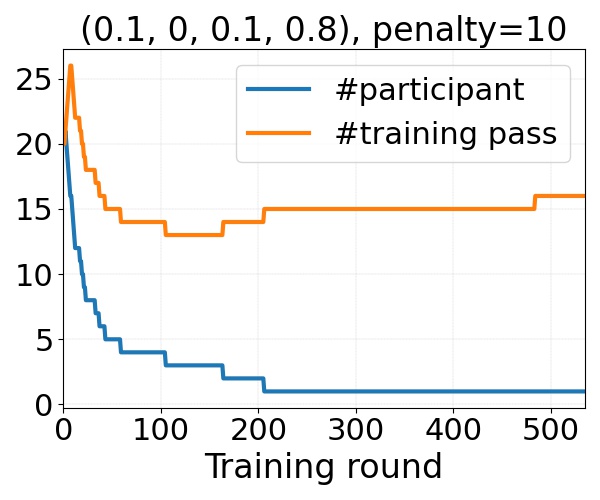 (0.1, 0, 0.1, 0.8), penalty=10
25
20
15
10
5
0
#participant
#training pass
0 100 200 300 400 500
Training round